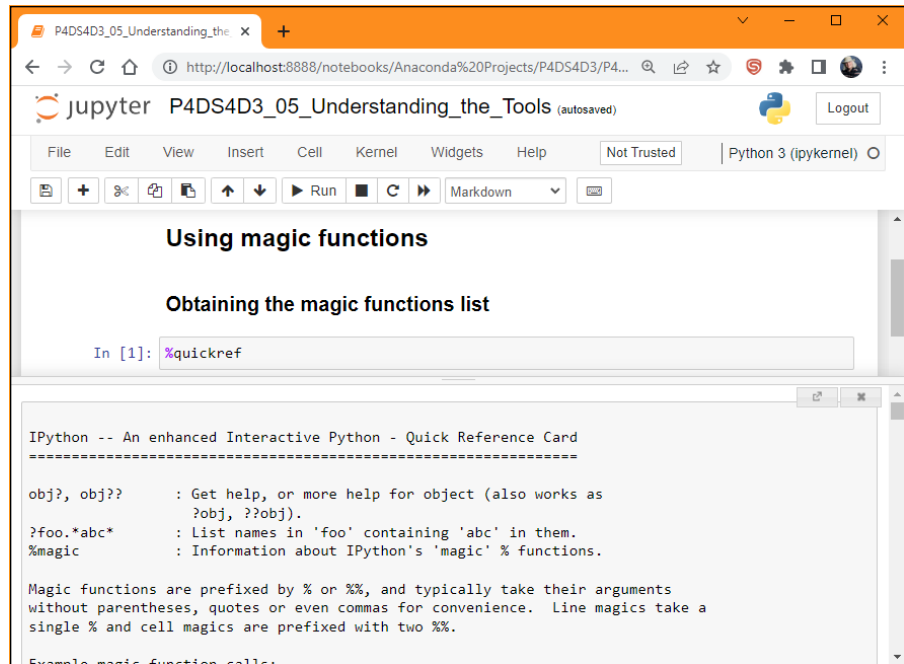 P4DS4D3_05_Understanding_the
http://localhost:8888/notebooks/Anaconda%20Projects/P4DS4D3/P4...
jupyter P4DS4D3_05_Understanding_the_Tools (autosaved) Logout
File Edit View Insert Cell Kernel Widgets Help Not Trusted Python 3 (ipykernel)
Run Markdown
Using magic functions
Obtaining the magic functions list
In [1]: %quickref
IPython -- An enhanced Interactive Python - Quick Reference Card
================================================================
obj?, obj?? : Get help, or more help for object (also works as
?obj, ??obj).
?foo.*abc* : List names in 'foo' containing 'abc' in them.
%magic : Information about IPython's 'magic' % functions.
Magic functions are prefixed by % or %%, and typically take their arguments
without parentheses, quotes or even commas for convenience. Line magics take a
single % and cell magics are prefixed with two %%.
Example magic function calls: